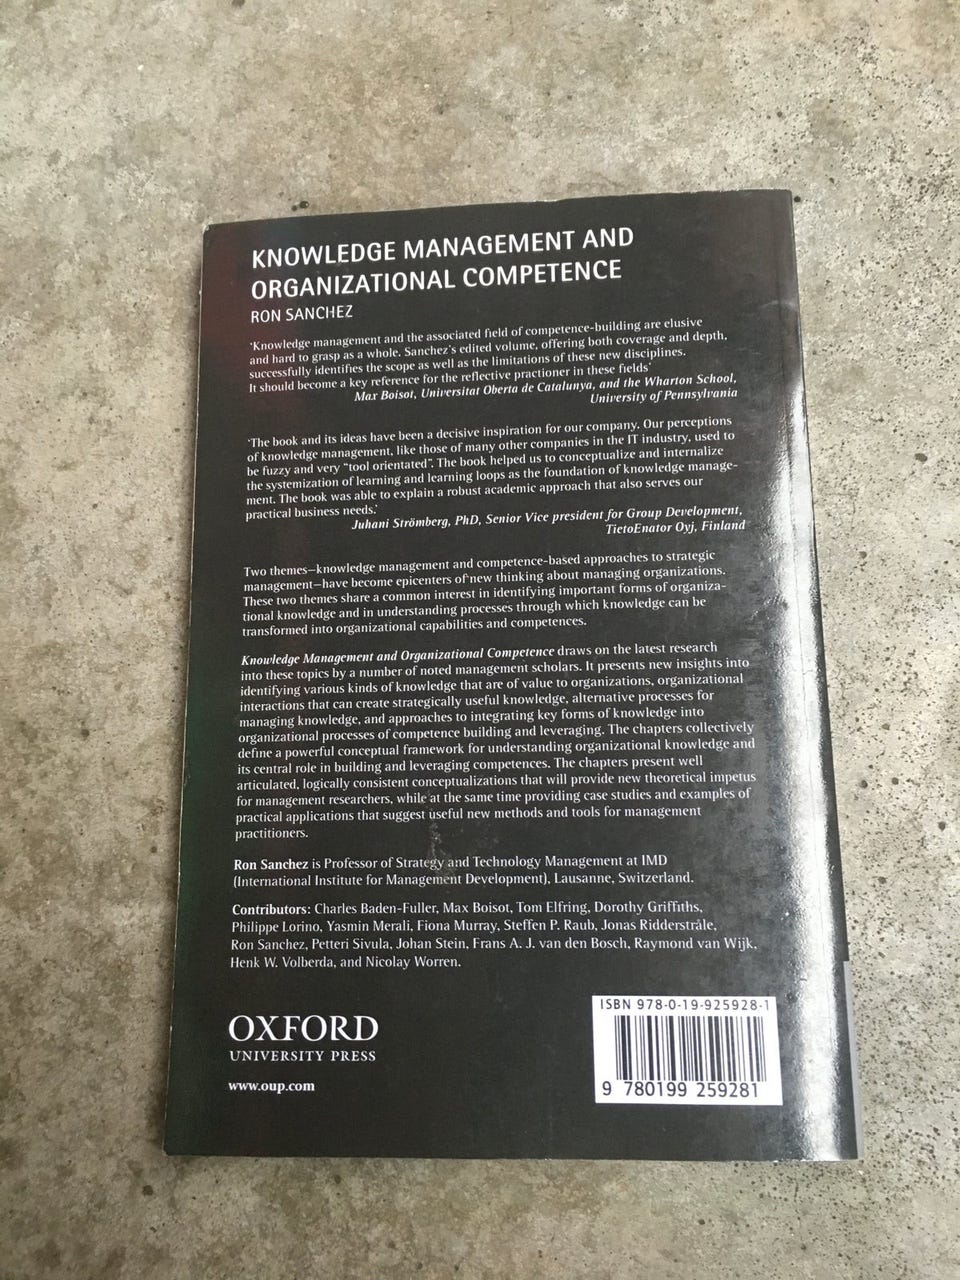 KNOWLEDGE MANAGEMENT AND
ORGANIZATIONAL COMPETENCE
RON SANCHEZ
'Knowledge management and the associated field of competence-building are elusive
and hard to grasp as a whole. Sanchez's edited volume, offering both coverage and depth,
successfully identifies the scope as well as the limitations of these new disciplines.
It should become a key reference for the reflective practioner in these fields'
Max Boisot, Universitat Oberta de Catalunya, and the Wharton School,
University of Pennsylvania
'The book and its ideas have been a decisive inspiration for our company. Our perceptions
of knowledge management, like those of many other companies in the IT industry, used to
be fuzzy and very "tool orientated". The book helped us to conceptualize and internalize
the systemization of learning and learning loops as the foundation of knowledge manage-
ment. The book was able to explain a robust academic approach that also serves our
practical business needs.'
Juhani Strömberg, PhD, Senior Vice president for Group Development,
TietoEnator Oyj, Finland
Two themes—knowledge management and competence-based approaches to strategic
management—have become epicenters of new thinking about managing organizations.
These two themes share a common interest in identifying important forms of organiza-
tional knowledge and in understanding processes through which knowledge can be
transformed into organizational capabilities and competences.
Knowledge Management and Organizational Competence draws on the latest research
into these topics by a number of noted management scholars. It presents new insights into
identifying various kinds of knowledge that are of value to organizations, organizational
interactions that can create strategically useful knowledge, alternative processes for
managing knowledge, and approaches to integrating key forms of knowledge into
organizational processes of competence building and leveraging. The chapters collectively
define a powerful conceptual framework for understanding organizational knowledge and
its central role in building and leveraging competences. The chapters present well
articulated, logically consistent conceptualizations that will provide new theoretical impetus
for management researchers, while at the same time providing case studies and examples of
practical applications that suggest useful new methods and tools for management
practitioners.
Ron Sanchez is Professor of Strategy and Technology Management at IMD
(International Institute for Management Development), Lausanne, Switzerland.
Contributors: Charles Baden-Fuller, Max Boisot, Tom Elfring, Dorothy Griffiths,
Philippe Lorino, Yasmin Merali, Fiona Murray, Steffen P. Raub, Jonas Ridderstråle,
Ron Sanchez, Petteri Sivula, Johan Stein, Frans A. J. van den Bosch, Raymond van Wijk,
Henk W. Volberda, and Nicolay Worren.
OXFORD
UNIVERSITY PRESS
www.oup.com
ISBN 978-0-19-925928-1
9 780199 259281